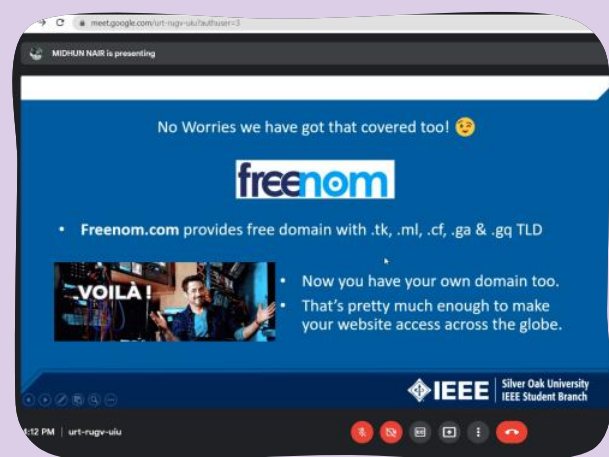 meet.google.com/urt-rugv-uiu?authuser=3
MIDHUN NAIR is presenting
No Worries we have got that covered too! 😉
freenom
• Freenom.com provides free domain with .tk, .ml, .cf, .ga & .gq TLD
VOILÀ !
• Now you have your own domain too.
• That's pretty much enough to make
your website access across the globe.
IEEE
Silver Oak University
IEEE Student Branch
:12 PM | urt-rugv-uiu